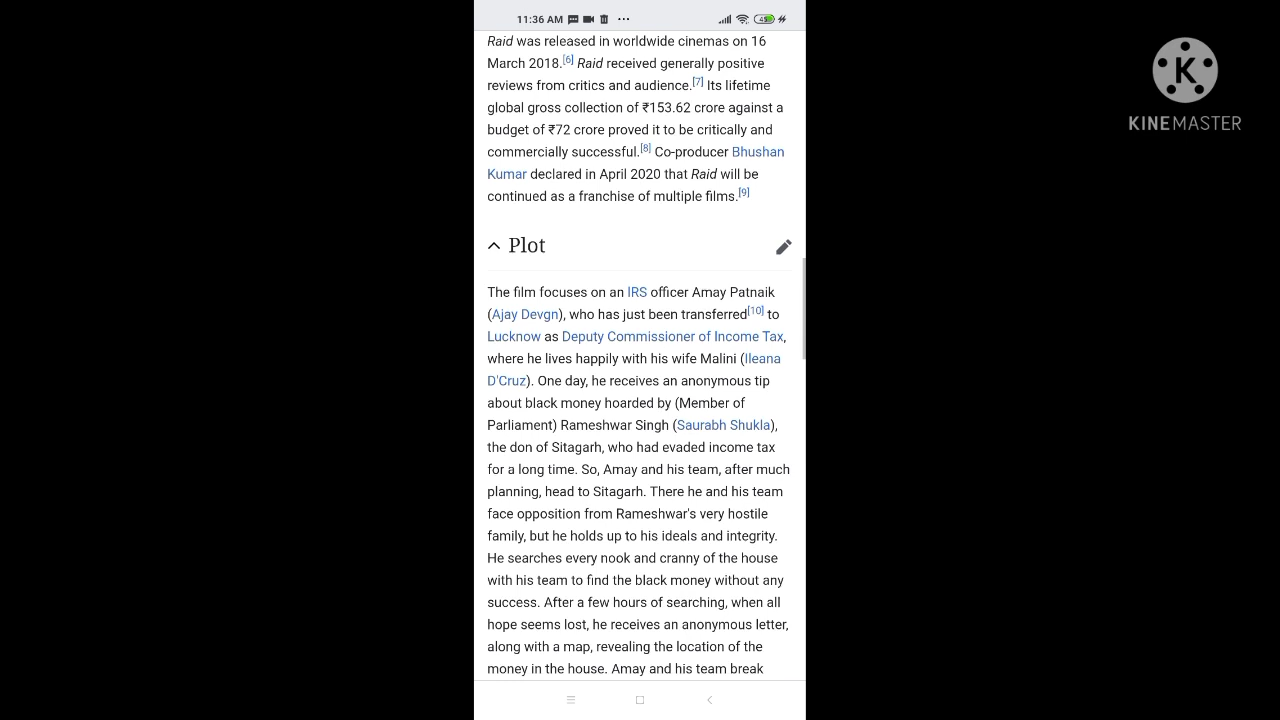 11:36 AM
Raid was released in worldwide cinemas on 16
March 2018.[6] Raid received generally positive
reviews from critics and audience.[7] Its lifetime
global gross collection of ₹153.62 crore against a
budget of ₹72 crore proved it to be critically and
commercially successful.[8] Co-producer Bhushan
Kumar declared in April 2020 that Raid will be
continued as a franchise of multiple films.[9]
Plot
The film focuses on an IRS officer Amay Patnaik
(Ajay Devgn), who has just been transferred[10] to
Lucknow as Deputy Commissioner of Income Tax,
where he lives happily with his wife Malini (Ileana
D'Cruz). One day, he receives an anonymous tip
about black money hoarded by (Member of
Parliament) Rameshwar Singh (Saurabh Shukla),
the don of Sitagarh, who had evaded income tax
for a long time. So, Amay and his team, after much
planning, head to Sitagarh. There he and his team
face opposition from Rameshwar's very hostile
family, but he holds up to his ideals and integrity.
He searches every nook and cranny of the house
with his team to find the black money without any
success. After a few hours of searching, when all
hope seems lost, he receives an anonymous letter,
along with a map, revealing the location of the
money in the house. Amay and his team break
K
KINEMASTER